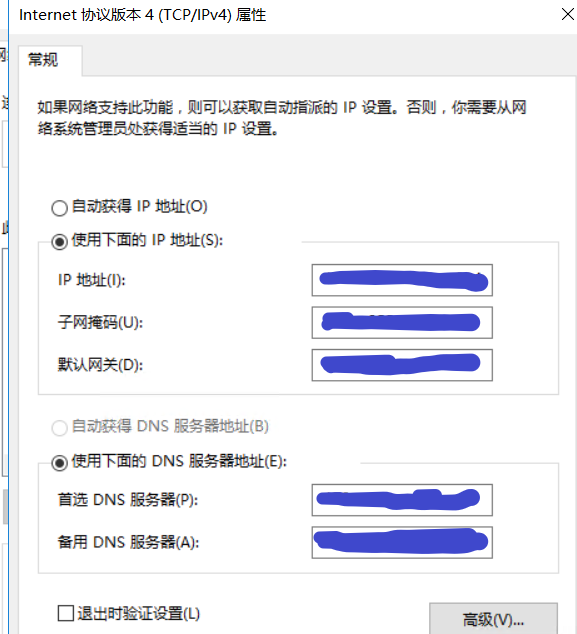 Internet 协议版本 4 (TCP/IPv4) 属性
常规
如果网络支持此功能，则可以获取自动指派的 IP 设置。否则，你需要从网
络系统管理员处获得适当的 IP 设置。
自动获得 IP 地址(O)
使用下面的 IP 地址(S):
IP 地址(I):
子网掩码(U):
默认网关(D):
自动获得 DNS 服务器地址(B)
使用下面的 DNS 服务器地址(E):
首选 DNS 服务器(P):
备用 DNS 服务器(A):
退出时验证设置(L)
高级(V)...